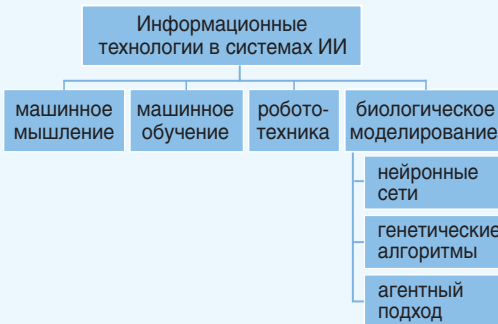 Информационные
технологии в системах ИИ
машинное
мышление
машинное
обучение
робото-
техника
биологическое
моделирование
нейронные
сети
генетические
алгоритмы
агентный
подход